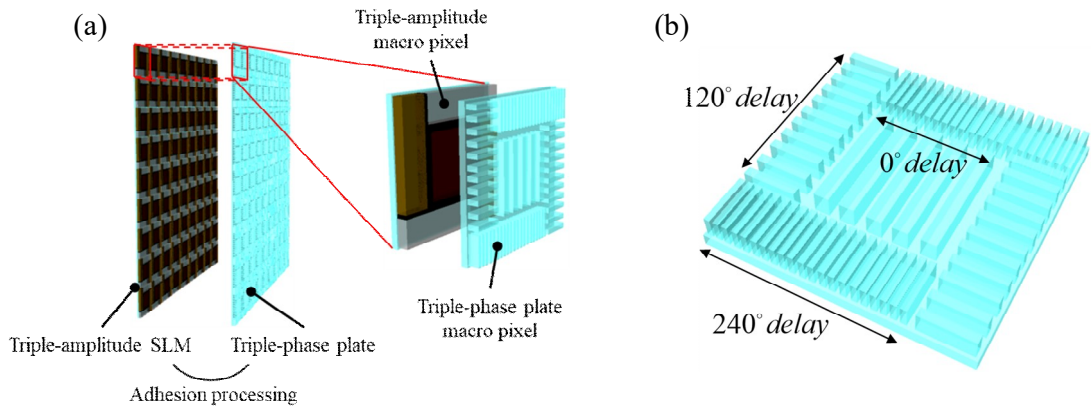 (a)
Triple-amplitude
macro pixel
Triple-phase plate
macro pixel
Triple-amplitude SLM
Triple-phase plate
Adhesion processing
(b)
120° delay
0° delay
240° delay